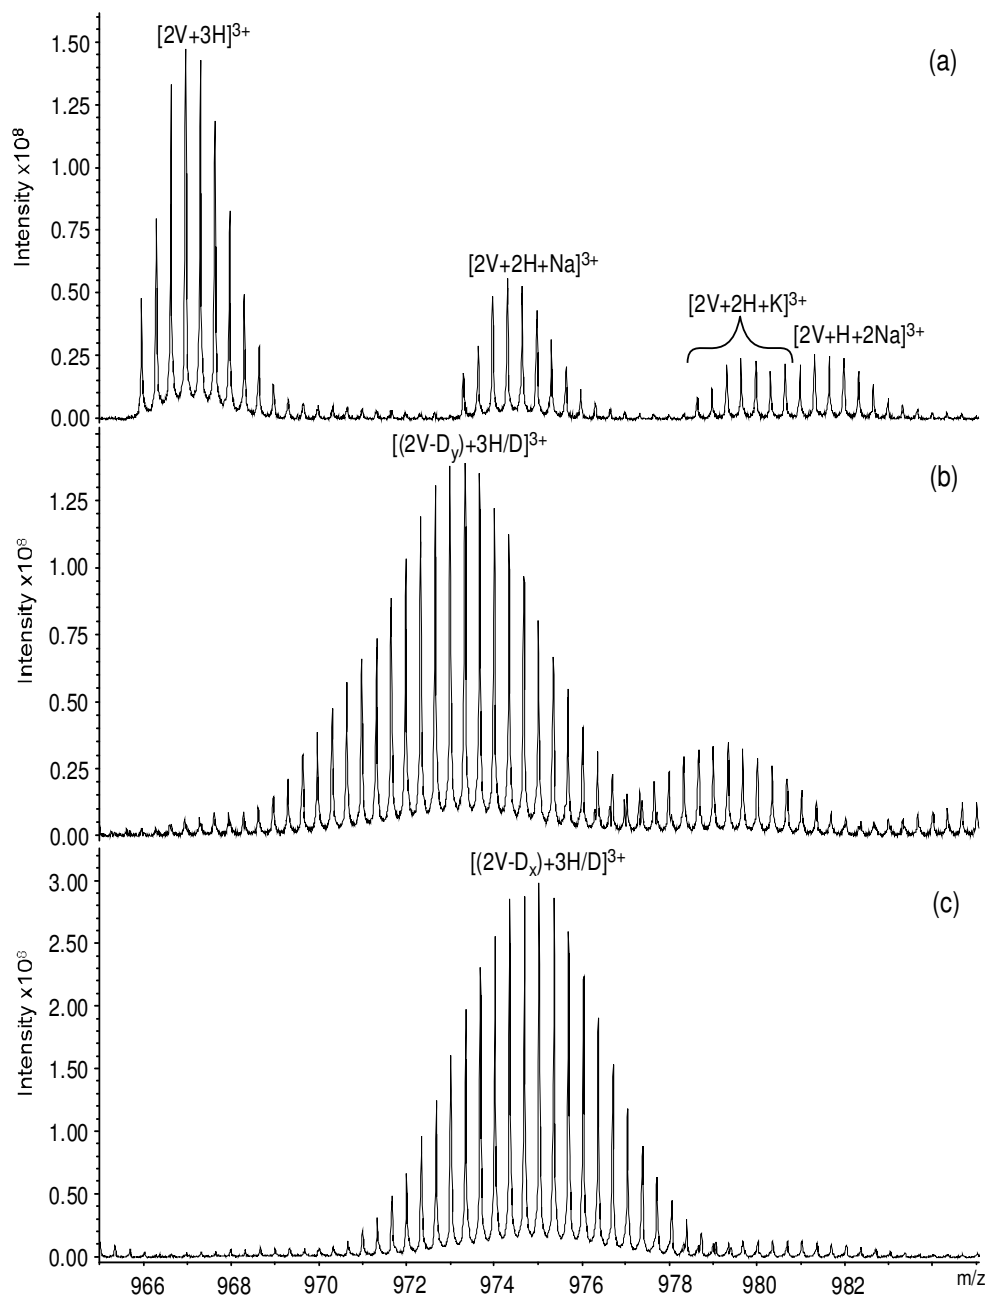 [2V+3H]3+
(a)
1.50
1.25
1.00
0.75
0.50
0.25
0.00
Intensity x108
[2V+2H+Na]3+
[2V+2H+K]3+
[2V+H+2Na]3+
[(2V-Dy)+3H/D]3+
(b)
1.25
1.00
0.75
0.50
0.25
0.00
Intensity x108
[(2V-Dx)+3H/D]3+
(c)
3.00
2.50
2.00
1.50
1.00
0.50
0.00
Intensity x108
966 968 970 972 974 976 978 980 982 m/z